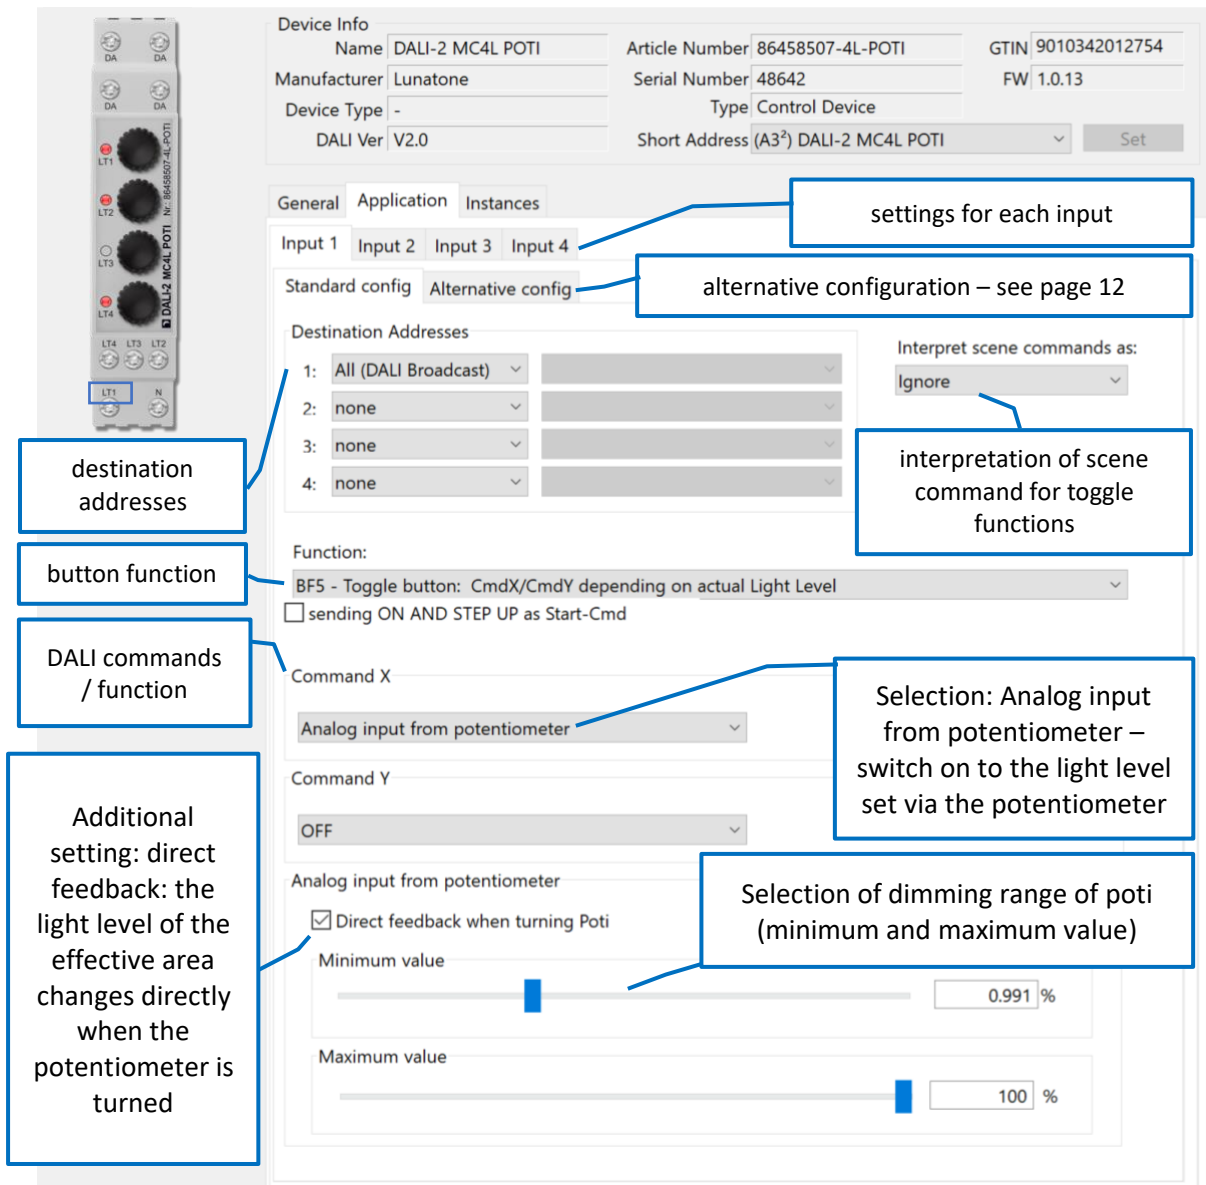 DA DA
DA DA
LT1
LT2
LT3
LT4
DALI-2 MC4L POTI Nr.: 86458507-4L-POTI
LT4 LT3 LT2
LT1 N
Device Info
Name DALI-2 MC4L POTI Article Number 86458507-4L-POTI GTIN 9010342012754
Manufacturer Lunatone Serial Number 48642 FW 1.0.13
Device Type - Type Control Device
DALI Ver V2.0 Short Address (A3²) DALI-2 MC4L POTI Set
General Application Instances
settings for each input
Input 1 Input 2 Input 3 Input 4
Standard config Alternative config
alternative configuration – see page 12
Destination Addresses
Interpret scene commands as:
1: All (DALI Broadcast)
Ignore
2: none
3: none
4: none
destination
addresses
interpretation of scene
command for toggle
functions
Function:
button function
BF5 - Toggle button: CmdX/CmdY depending on actual Light Level
sending ON AND STEP UP as Start-Cmd
DALI commands
/ function
Command X
Analog input from potentiometer
Selection: Analog input
from potentiometer –
switch on to the light level
set via the potentiometer
Command Y
OFF
Additional
setting: direct
feedback: the
light level of the
effective area
changes directly
when the
potentiometer is
turned
Analog input from potentiometer
Direct feedback when turning Poti
Selection of dimming range of poti
(minimum and maximum value)
Minimum value
0.991 %
Maximum value
100 %